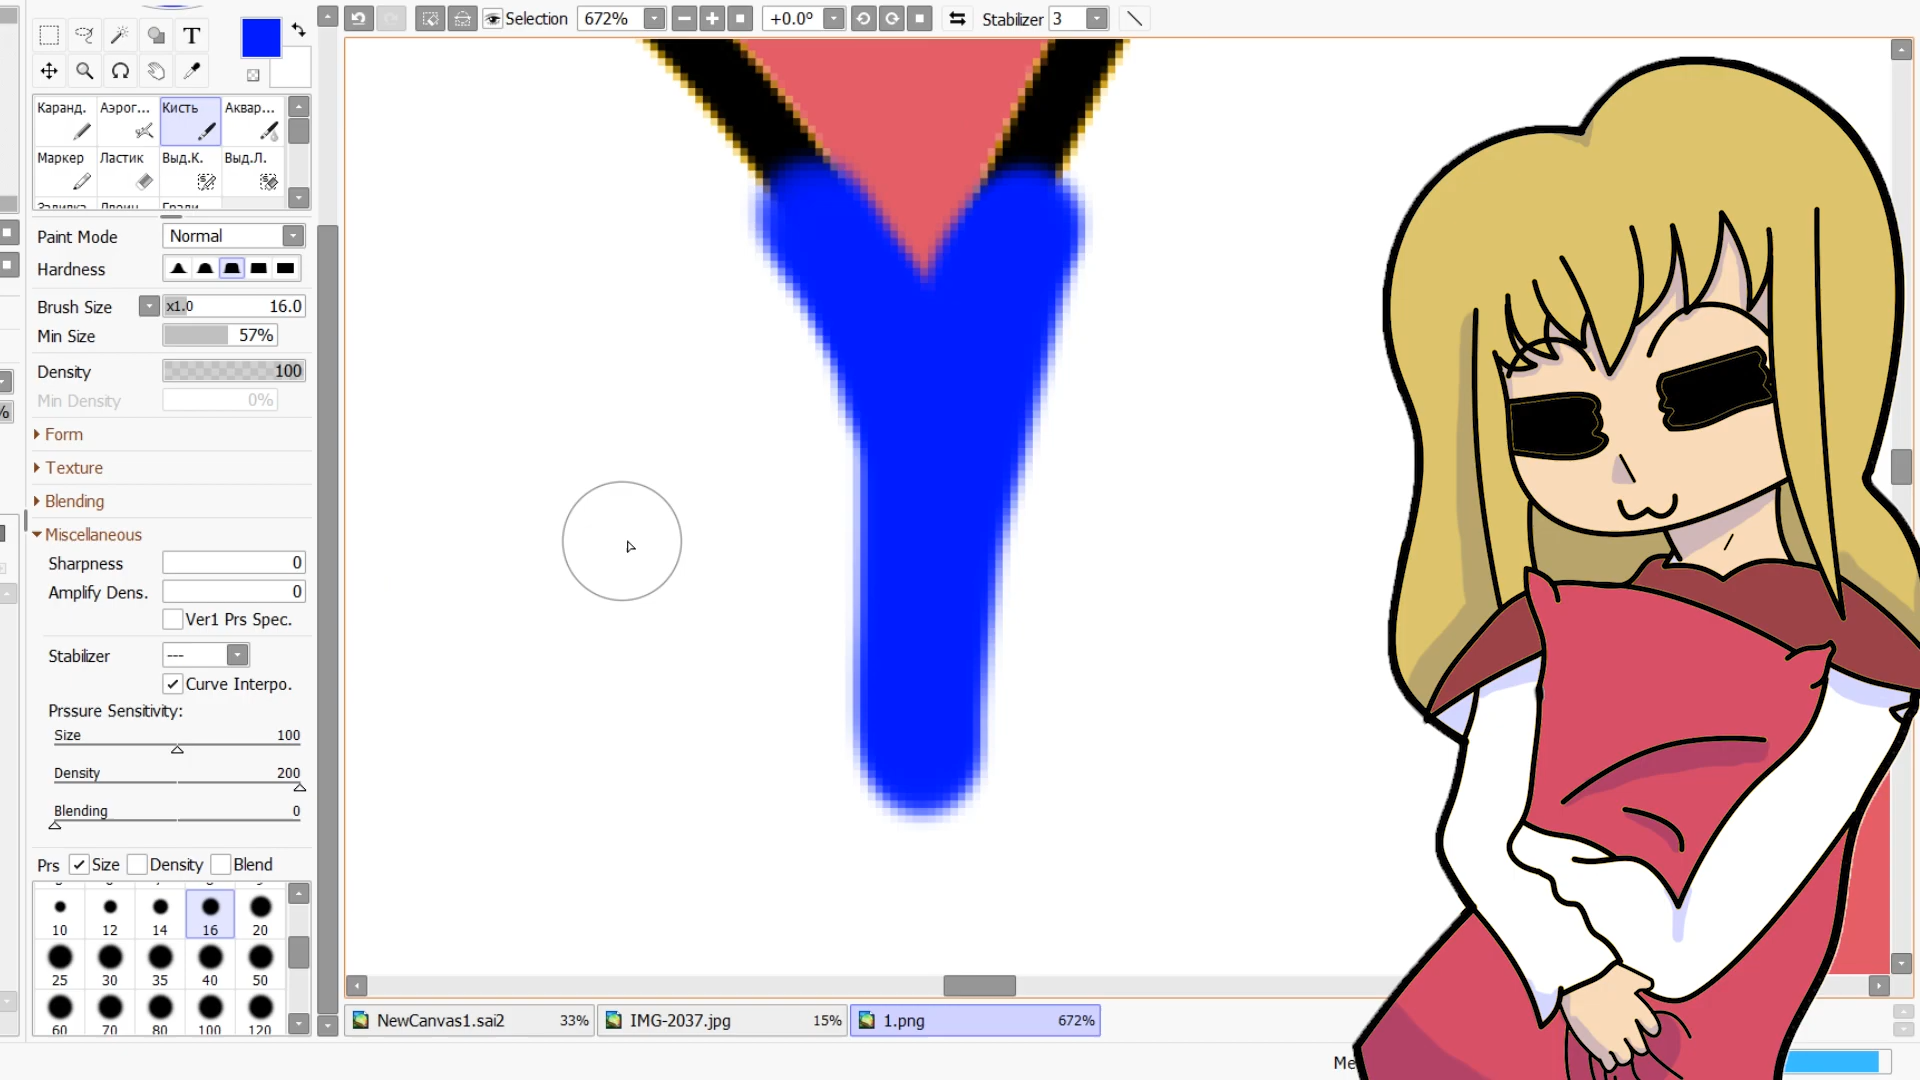 Selection 672% +0.0° Stabilizer 3
T
Каранд. Аэрог... Кисть Аквар...
Маркер Ластик Выд.К. Выд.Л.
Paint Mode Normal
Hardness
Brush Size x1.0 16.0
Min Size 57%
Density 100
Min Density 0%
%
Form
Texture
Blending
Miscellaneous
Sharpness 0
Amplify Dens. 0
Ver1 Prs Spec.
Stabilizer ---
Curve Interpo.
Prssure Sensitivity:
Size 100
Density 200
Blending 0
Prs Size Density Blend
10 12 14 16 20
25 30 35 40 50
60 70 80 100 120
NewCanvas1.sai2 33% IMG-2037.jpg 15% 1.png 672%